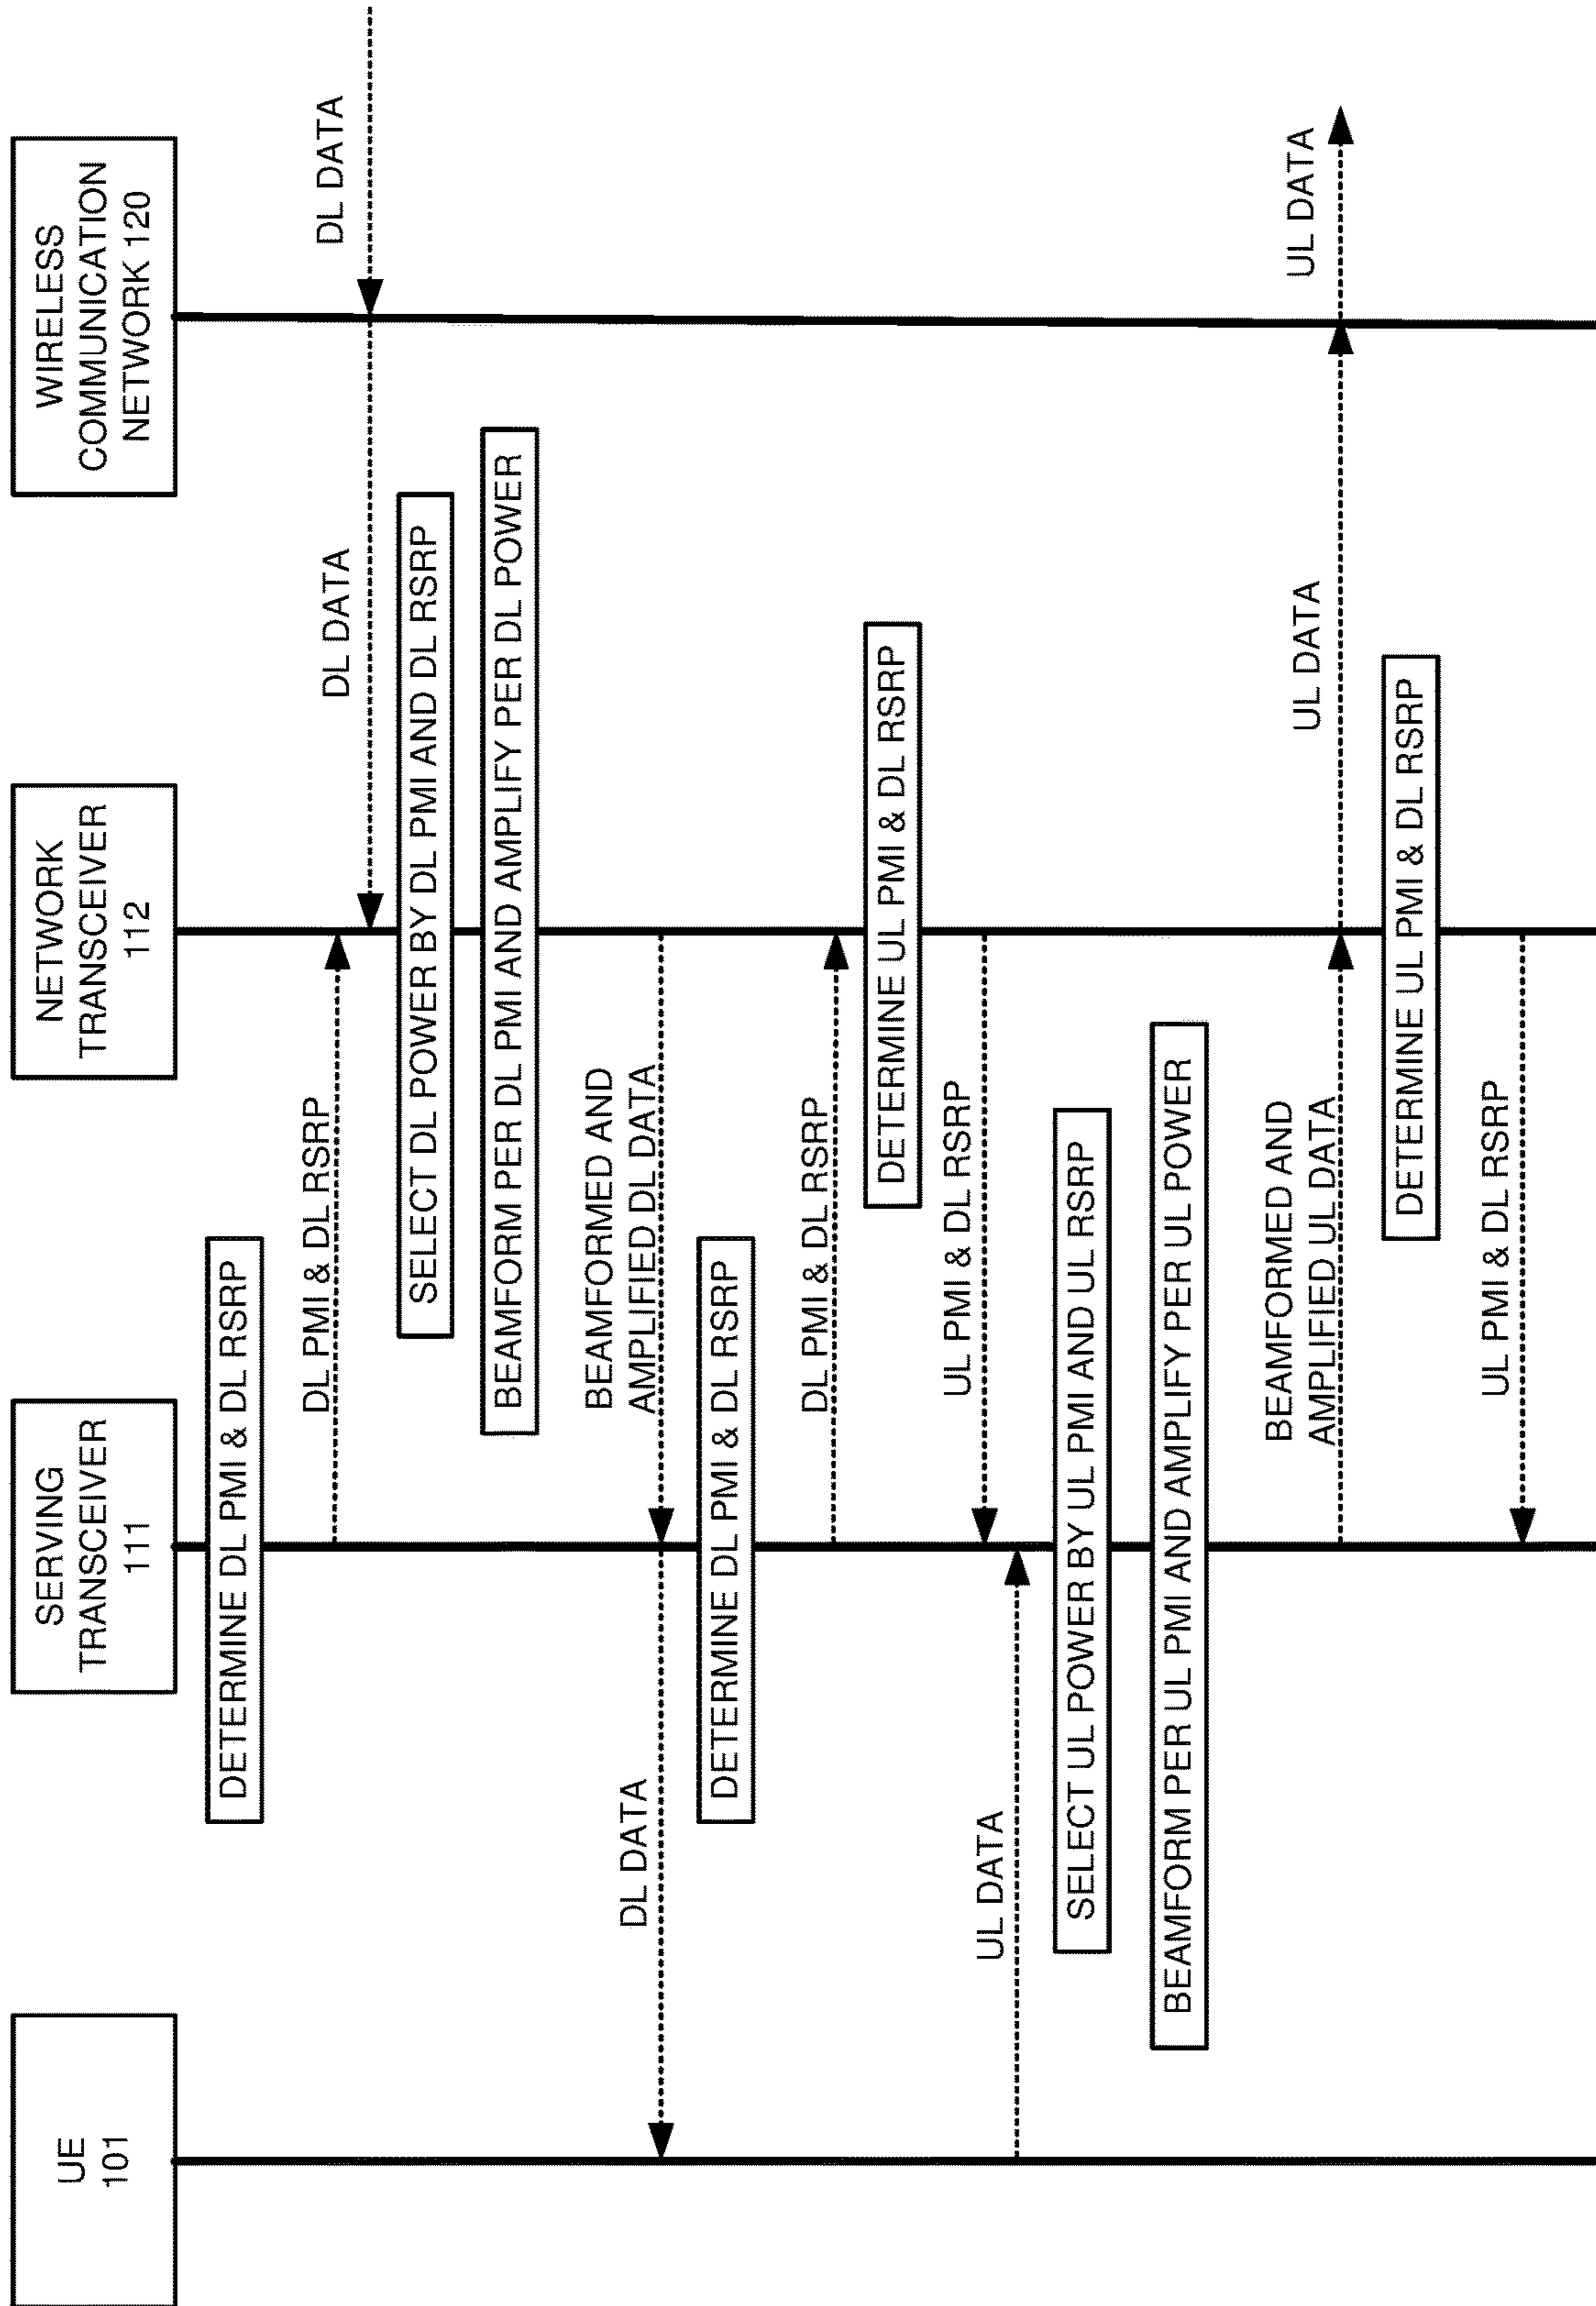 UE
101
SERVING
TRANSCEIVER
111
NETWORK
TRANSCEIVER
112
WIRELESS
COMMUNICATION
NETWORK 120
DETERMINE DL PMI & DL RSRP
DL PMI & DL RSRP
DL DATA
DL DATA
SELECT DL POWER BY DL PMI AND DL RSRP
BEAMFORM PER DL PMI AND AMPLIFY PER DL POWER
DL DATA
BEAMFORMED AND
AMPLIFIED DL DATA
DETERMINE DL PMI & DL RSRP
DL PMI & DL RSRP
DETERMINE UL PMI & DL RSRP
UL PMI & DL RSRP
UL DATA
SELECT UL POWER BY UL PMI AND UL RSRP
BEAMFORM PER UL PMI AND AMPLIFY PER UL POWER
BEAMFORMED AND
AMPLIFIED UL DATA
UL DATA
UL DATA
DETERMINE UL PMI & DL RSRP
UL PMI & DL RSRP